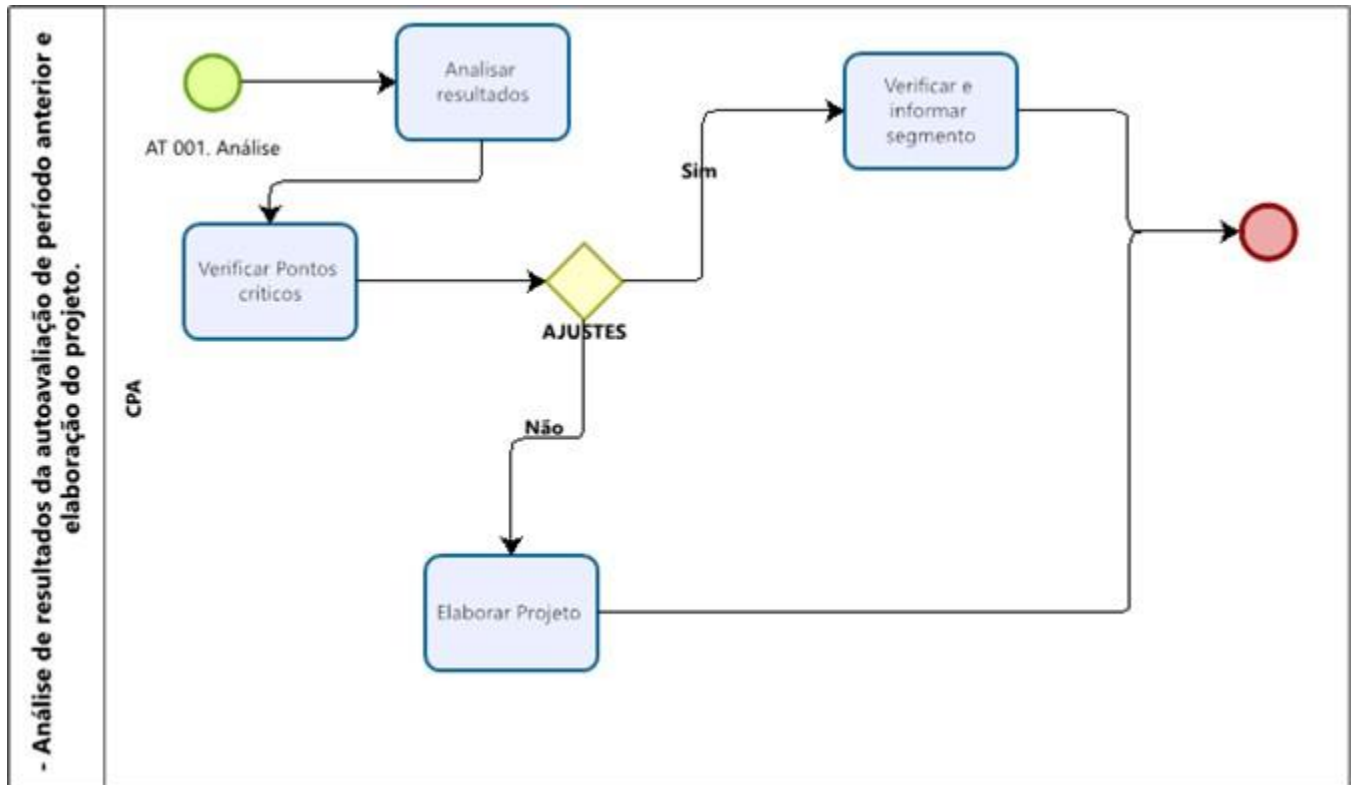 - Análise de resultados da autoavaliação de período anterior e
elaboração do projeto.
CPA
AT 001. Análise
Analisar
resultados
Verificar Pontos
críticos
AJUSTES
Sim
Verificar e
informar
segmento
Não
Elaborar Projeto